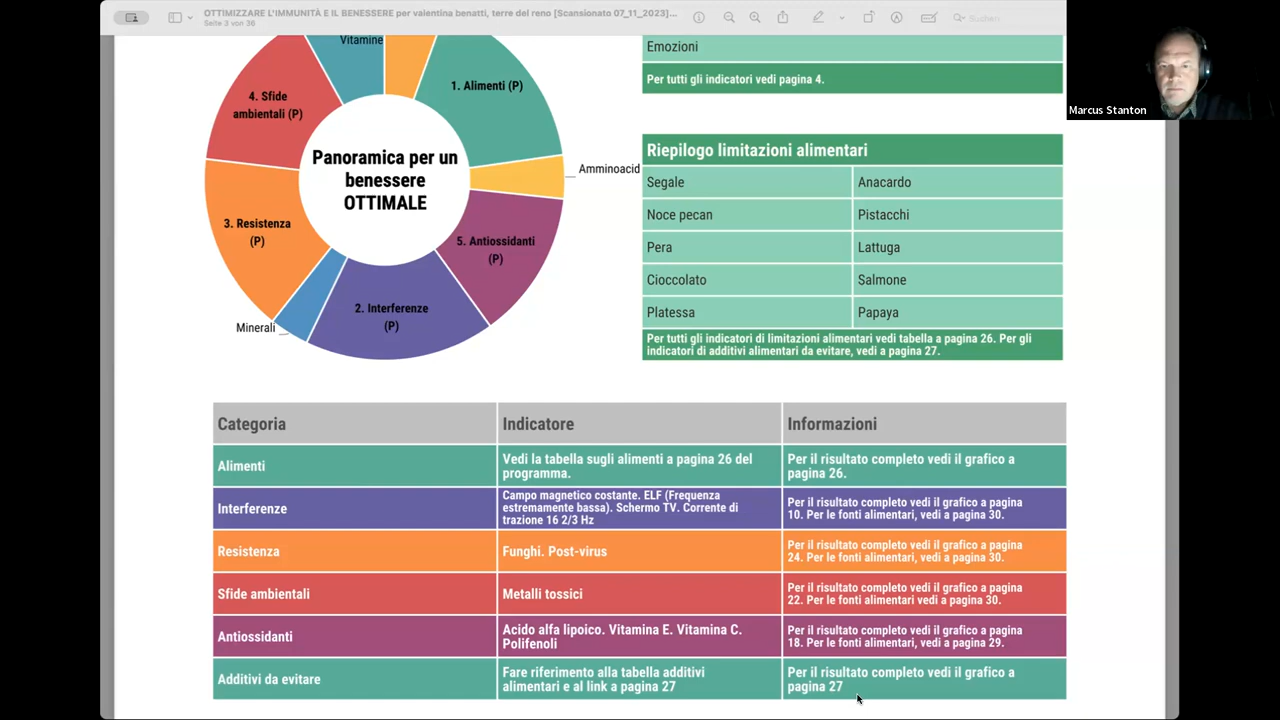 OTTIMIZZARE L'IMMUNITÀ E IL BENESSERE per valentina benatti, terre del reno [Scansionato 07_11_2023]...
Seite 3 von 36
Suchen
Marcus Stanton
Vitamine
1. Alimenti (P)
4. Sfide
ambientali (P)
Panoramica per un
benessere
OTTIMALE
Amminoacid
3. Resistenza
(P)
5. Antiossidanti
(P)
2. Interferenze
(P)
Minerali
Emozioni
Per tutti gli indicatori vedi pagina 4.
Riepilogo limitazioni alimentari
Segale Anacardo
Noce pecan Pistacchi
Pera Lattuga
Cioccolato Salmone
Platessa Papaya
Per tutti gli indicatori di limitazioni alimentari vedi tabella a pagina 26. Per gli
indicatori di additivi alimentari da evitare, vedi a pagina 27.
Categoria Indicatore Informazioni
Alimenti
Vedi la tabella sugli alimenti a pagina 26 del
programma.
Per il risultato completo vedi il grafico a
pagina 26.
Interferenze
Campo magnetico costante. ELF (Frequenza
estremamente bassa). Schermo TV. Corrente di
trazione 16 2/3 Hz
Per il risultato completo vedi il grafico a pagina
10. Per le fonti alimentari, vedi a pagina 30.
Resistenza
Funghi. Post-virus
Per il risultato completo vedi il grafico a pagina
24. Per le fonti alimentari, vedi a pagina 30.
Sfide ambientali
Metalli tossici
Per il risultato completo vedi il grafico a pagina
22. Per le fonti alimentari vedi a pagina 30.
Antiossidanti
Acido alfa lipoico. Vitamina E. Vitamina C.
Polifenoli
Per il risultato completo vedi il grafico a pagina
18. Per le fonti alimentari, vedi a pagina 29.
Additivi da evitare
Fare riferimento alla tabella additivi
alimentari e al link a pagina 27
Per il risultato completo vedi il grafico a
pagina 27